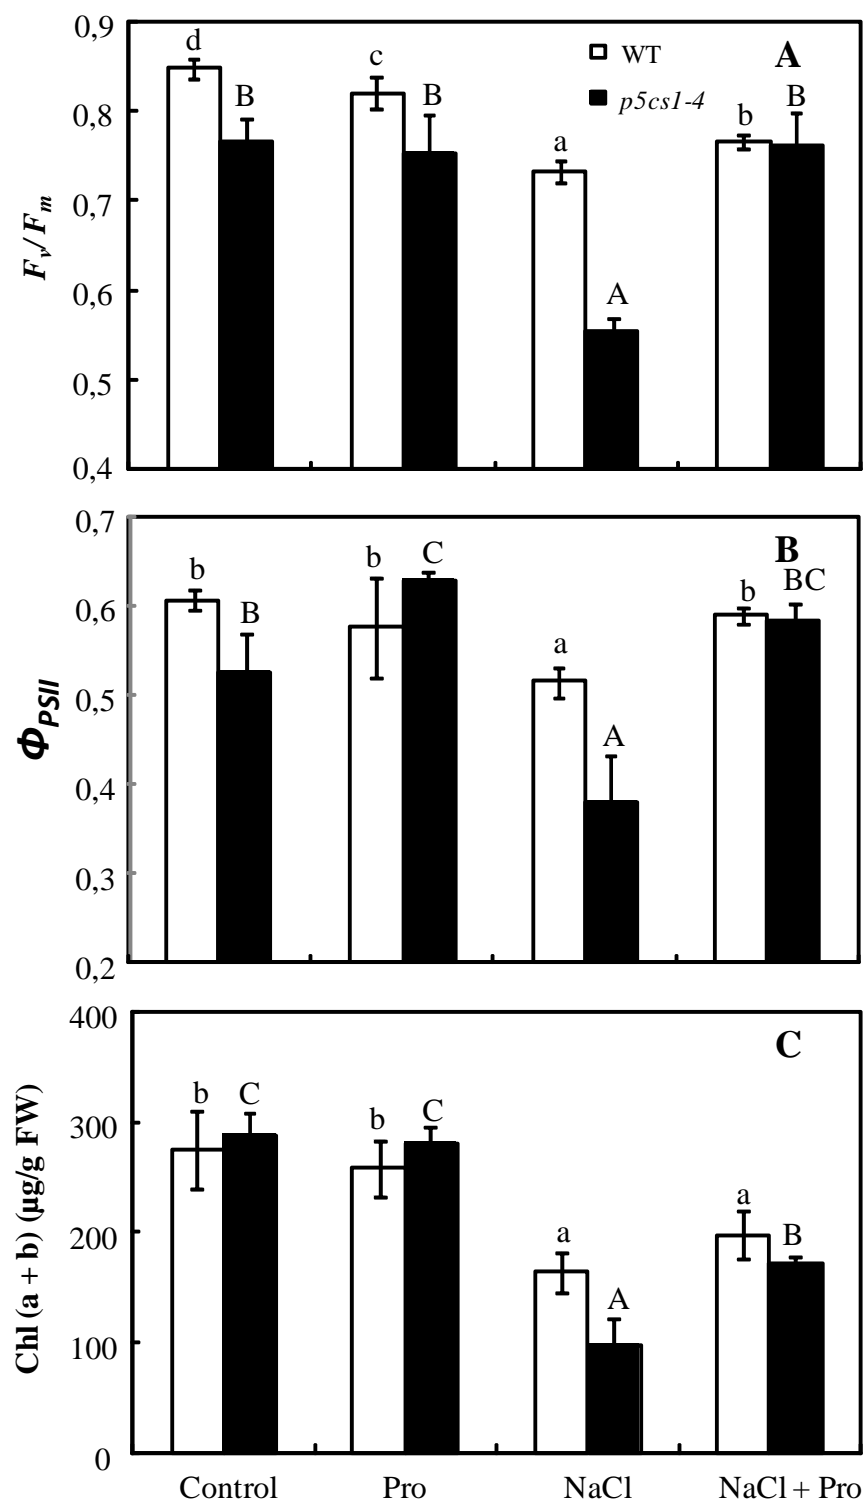 0,9
0,8
0,7
0,6
0,5
0,4
Fv/Fm
d
B
c
B
a
A
b
B
WT
p5cs1-4
A
0,7
0,6
0,5
0,4
0,3
0,2
ΦPSII
b
B
b
C
a
A
b
BC
B
400
300
200
100
0
Chl (a + b) (µg/g FW)
b
C
b
C
a
A
a
B
C
Control Pro NaCl NaCl + Pro